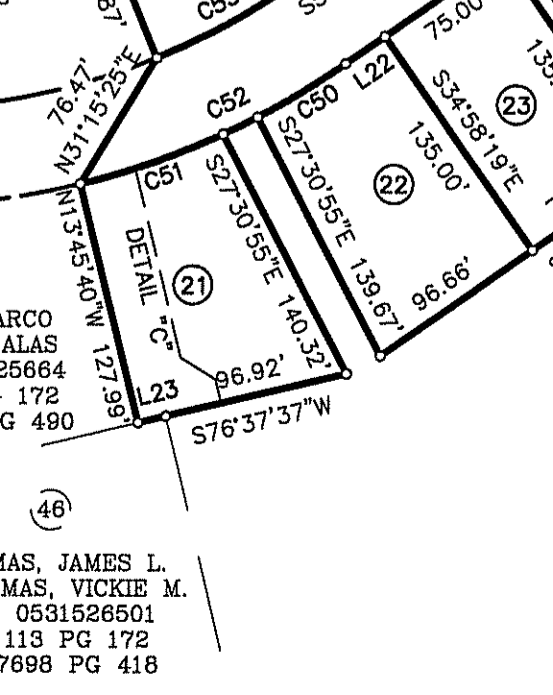 76.47'
N31°15'25"E
C52
C50
L22
75.00
S34°58'19"E
135.00'
23
22
C51
N13°45'40"W 127.99'
DETAIL "C"
21
S27°30'55"E 140.32'
S27°30'55"E 139.67'
96.66'
L23
96.92'
S76°37'37"W
ARCO
ALAS
25664
172
G 490
46
MAS, JAMES L.
MAS, VICKIE M.
0531526501
113 PG 172
7698 PG 418